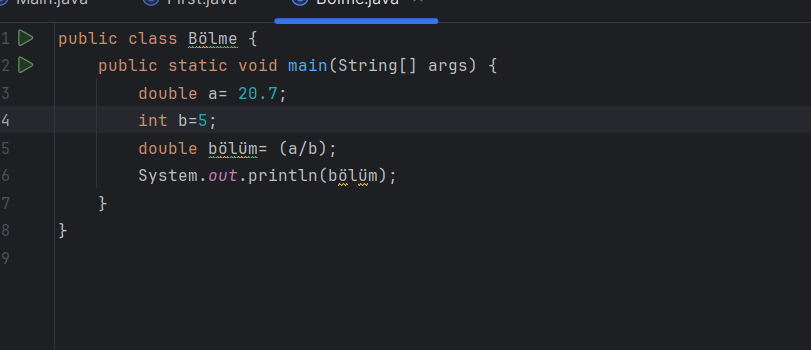 Main.java First.java Bölme.java
1 public class Bölme {
2 public static void main(String[] args) {
3 double a= 20.7;
4 int b=5;
5 double bölüm= (a/b);
6 System.out.println(bölüm);
7 }
8 }
9